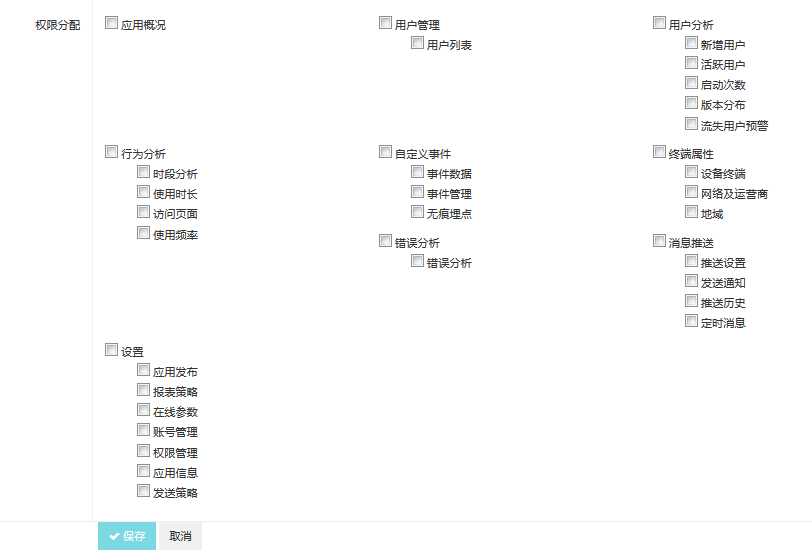 权限分配
应用概况
用户管理
用户列表
用户分析
新增用户
活跃用户
启动次数
版本分布
流失用户预警
行为分析
时段分析
使用时长
访问页面
使用频率
自定义事件
事件数据
事件管理
无痕埋点
终端属性
设备终端
网络及运营商
地域
错误分析
错误分析
消息推送
推送设置
发送通知
推送历史
定时消息
设置
应用发布
报表策略
在线参数
账号管理
权限管理
应用信息
发送策略
保存
取消